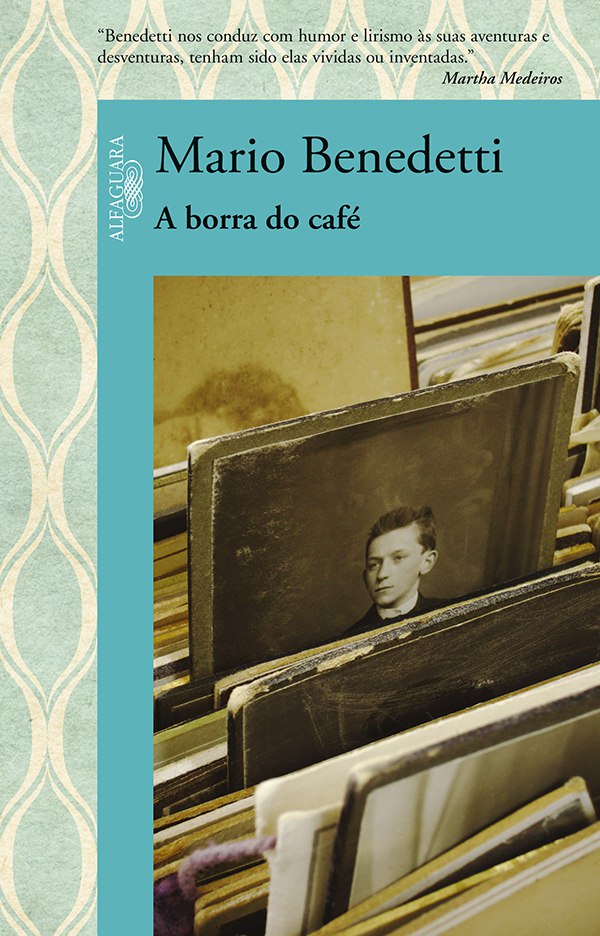 “Benedetti nos conduz com humor e lirismo às suas aventuras e
desventuras, tenham sido elas vividas ou inventadas.”
Martha Medeiros
ALFAGUARA
Mario Benedetti
A borra do café